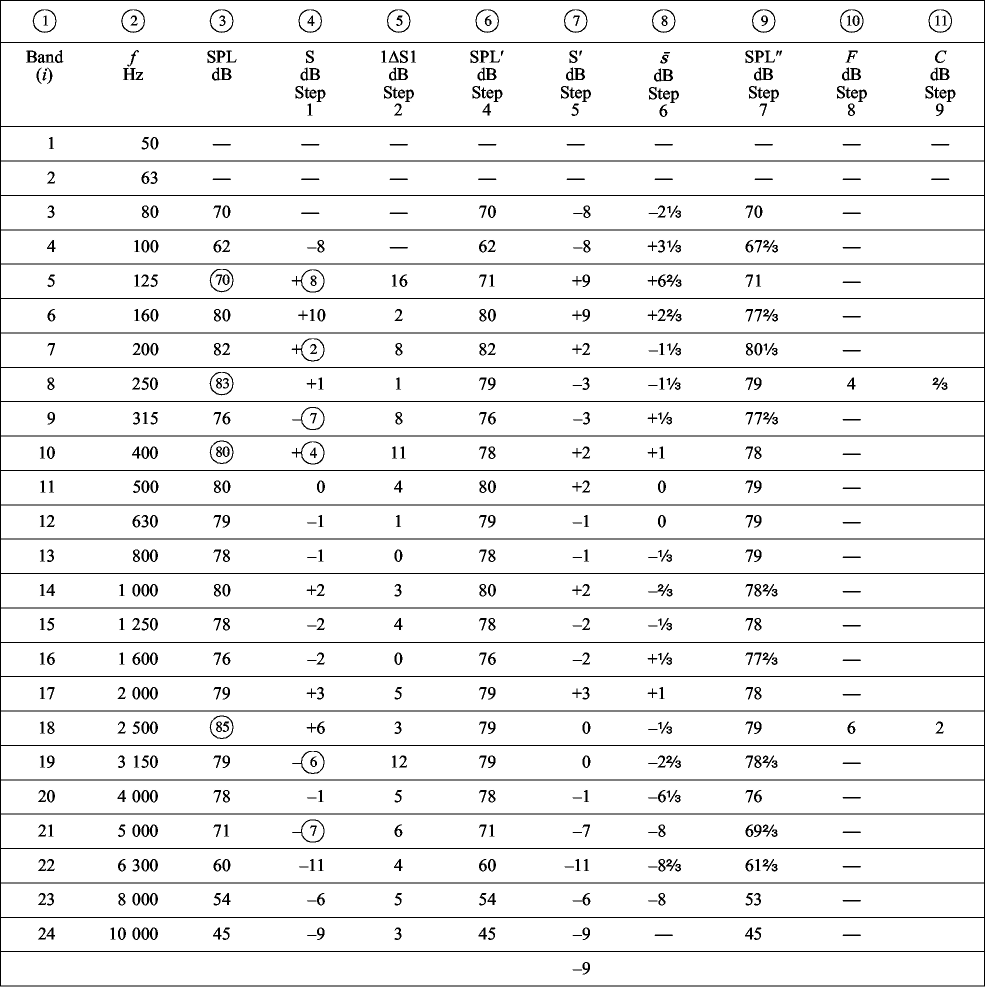 ① ② ③ ④ ⑤ ⑥ ⑦ ⑧ ⑨ ⑩ ⑪
Band f SPL S 1ΔS1 SPL′ S′ s̄ SPL″ F C
(i) Hz dB dB dB dB dB dB dB dB dB
Step Step Step Step Step Step Step Step
1 2 4 5 6 7 8 9
1 50 — — — — — — — — —
2 63 — — — — — — — — —
3 80 70 — — 70 –8 –2⅓ 70 —
4 100 62 –8 — 62 –8 +3⅓ 67⅔ —
5 125 70 +8 16 71 +9 +6⅔ 71 —
6 160 80 +10 2 80 +9 +2⅔ 77⅔ —
7 200 82 +2 8 82 +2 –1⅓ 80⅓ —
8 250 83 +1 1 79 –3 –1⅓ 79 4 ⅔
9 315 76 –7 8 76 –3 +⅓ 77⅔ —
10 400 80 +4 11 78 +2 +1 78 —
11 500 80 0 4 80 +2 0 79 —
12 630 79 –1 1 79 –1 0 79 —
13 800 78 –1 0 78 –1 –⅓ 79 —
14 1 000 80 +2 3 80 +2 –⅔ 78⅔ —
15 1 250 78 –2 4 78 –2 –⅓ 78 —
16 1 600 76 –2 0 76 –2 +⅓ 77⅔ —
17 2 000 79 +3 5 79 +3 +1 78 —
18 2 500 85 +6 3 79 0 –⅓ 79 6 2
19 3 150 79 –6 12 79 0 –2⅔ 78⅔ —
20 4 000 78 –1 5 78 –1 –6⅓ 76 —
21 5 000 71 –7 6 71 –7 –8 69⅔ —
22 6 300 60 –11 4 60 –11 –8⅔ 61⅔ —
23 8 000 54 –6 5 54 –6 –8 53 —
24 10 000 45 –9 3 45 –9 — 45 —
–9